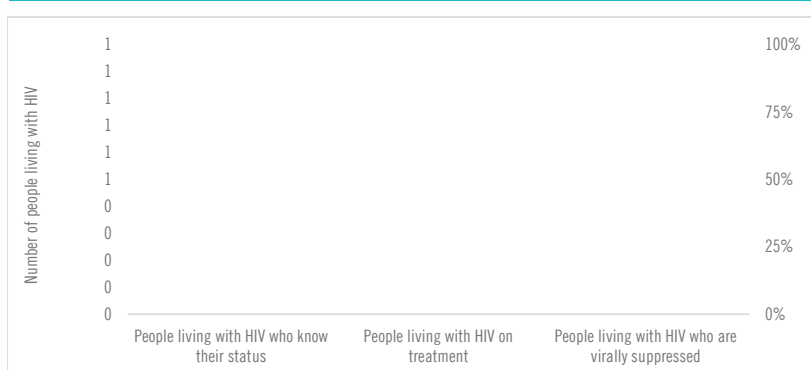 Number of people living with HIV
1
1
1
1
1
1
0
0
0
0
0
100%
75%
50%
25%
0%
People living with HIV who know
their status
People living with HIV on
treatment
People living with HIV who are
virally suppressed